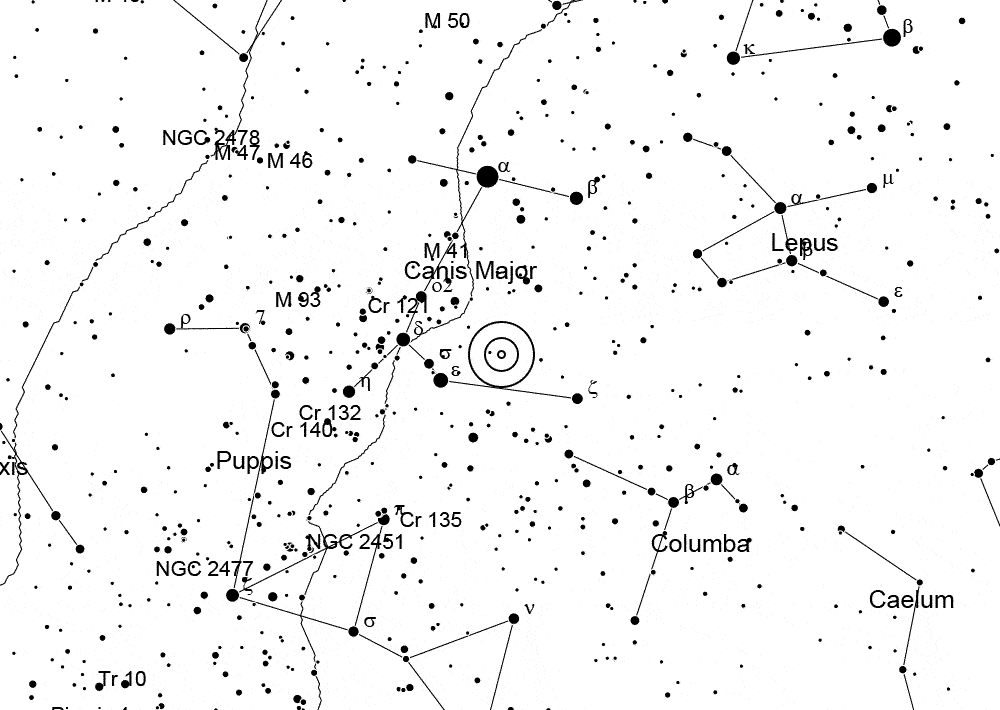 M 50
β
κ
NGC 2478
M 47
M 46
α
β
μ
α
Lepus
β
M 41
Canis Major
ο2
ε
M 93
Cr 121
ρ
δ
σ
ε
η
ζ
Cr 132
Cr 140
Puppis
xis
α
β
π
Cr 135
NGC 2451
Columba
NGC 2477
ζ
Caelum
ν
σ
Tr 10